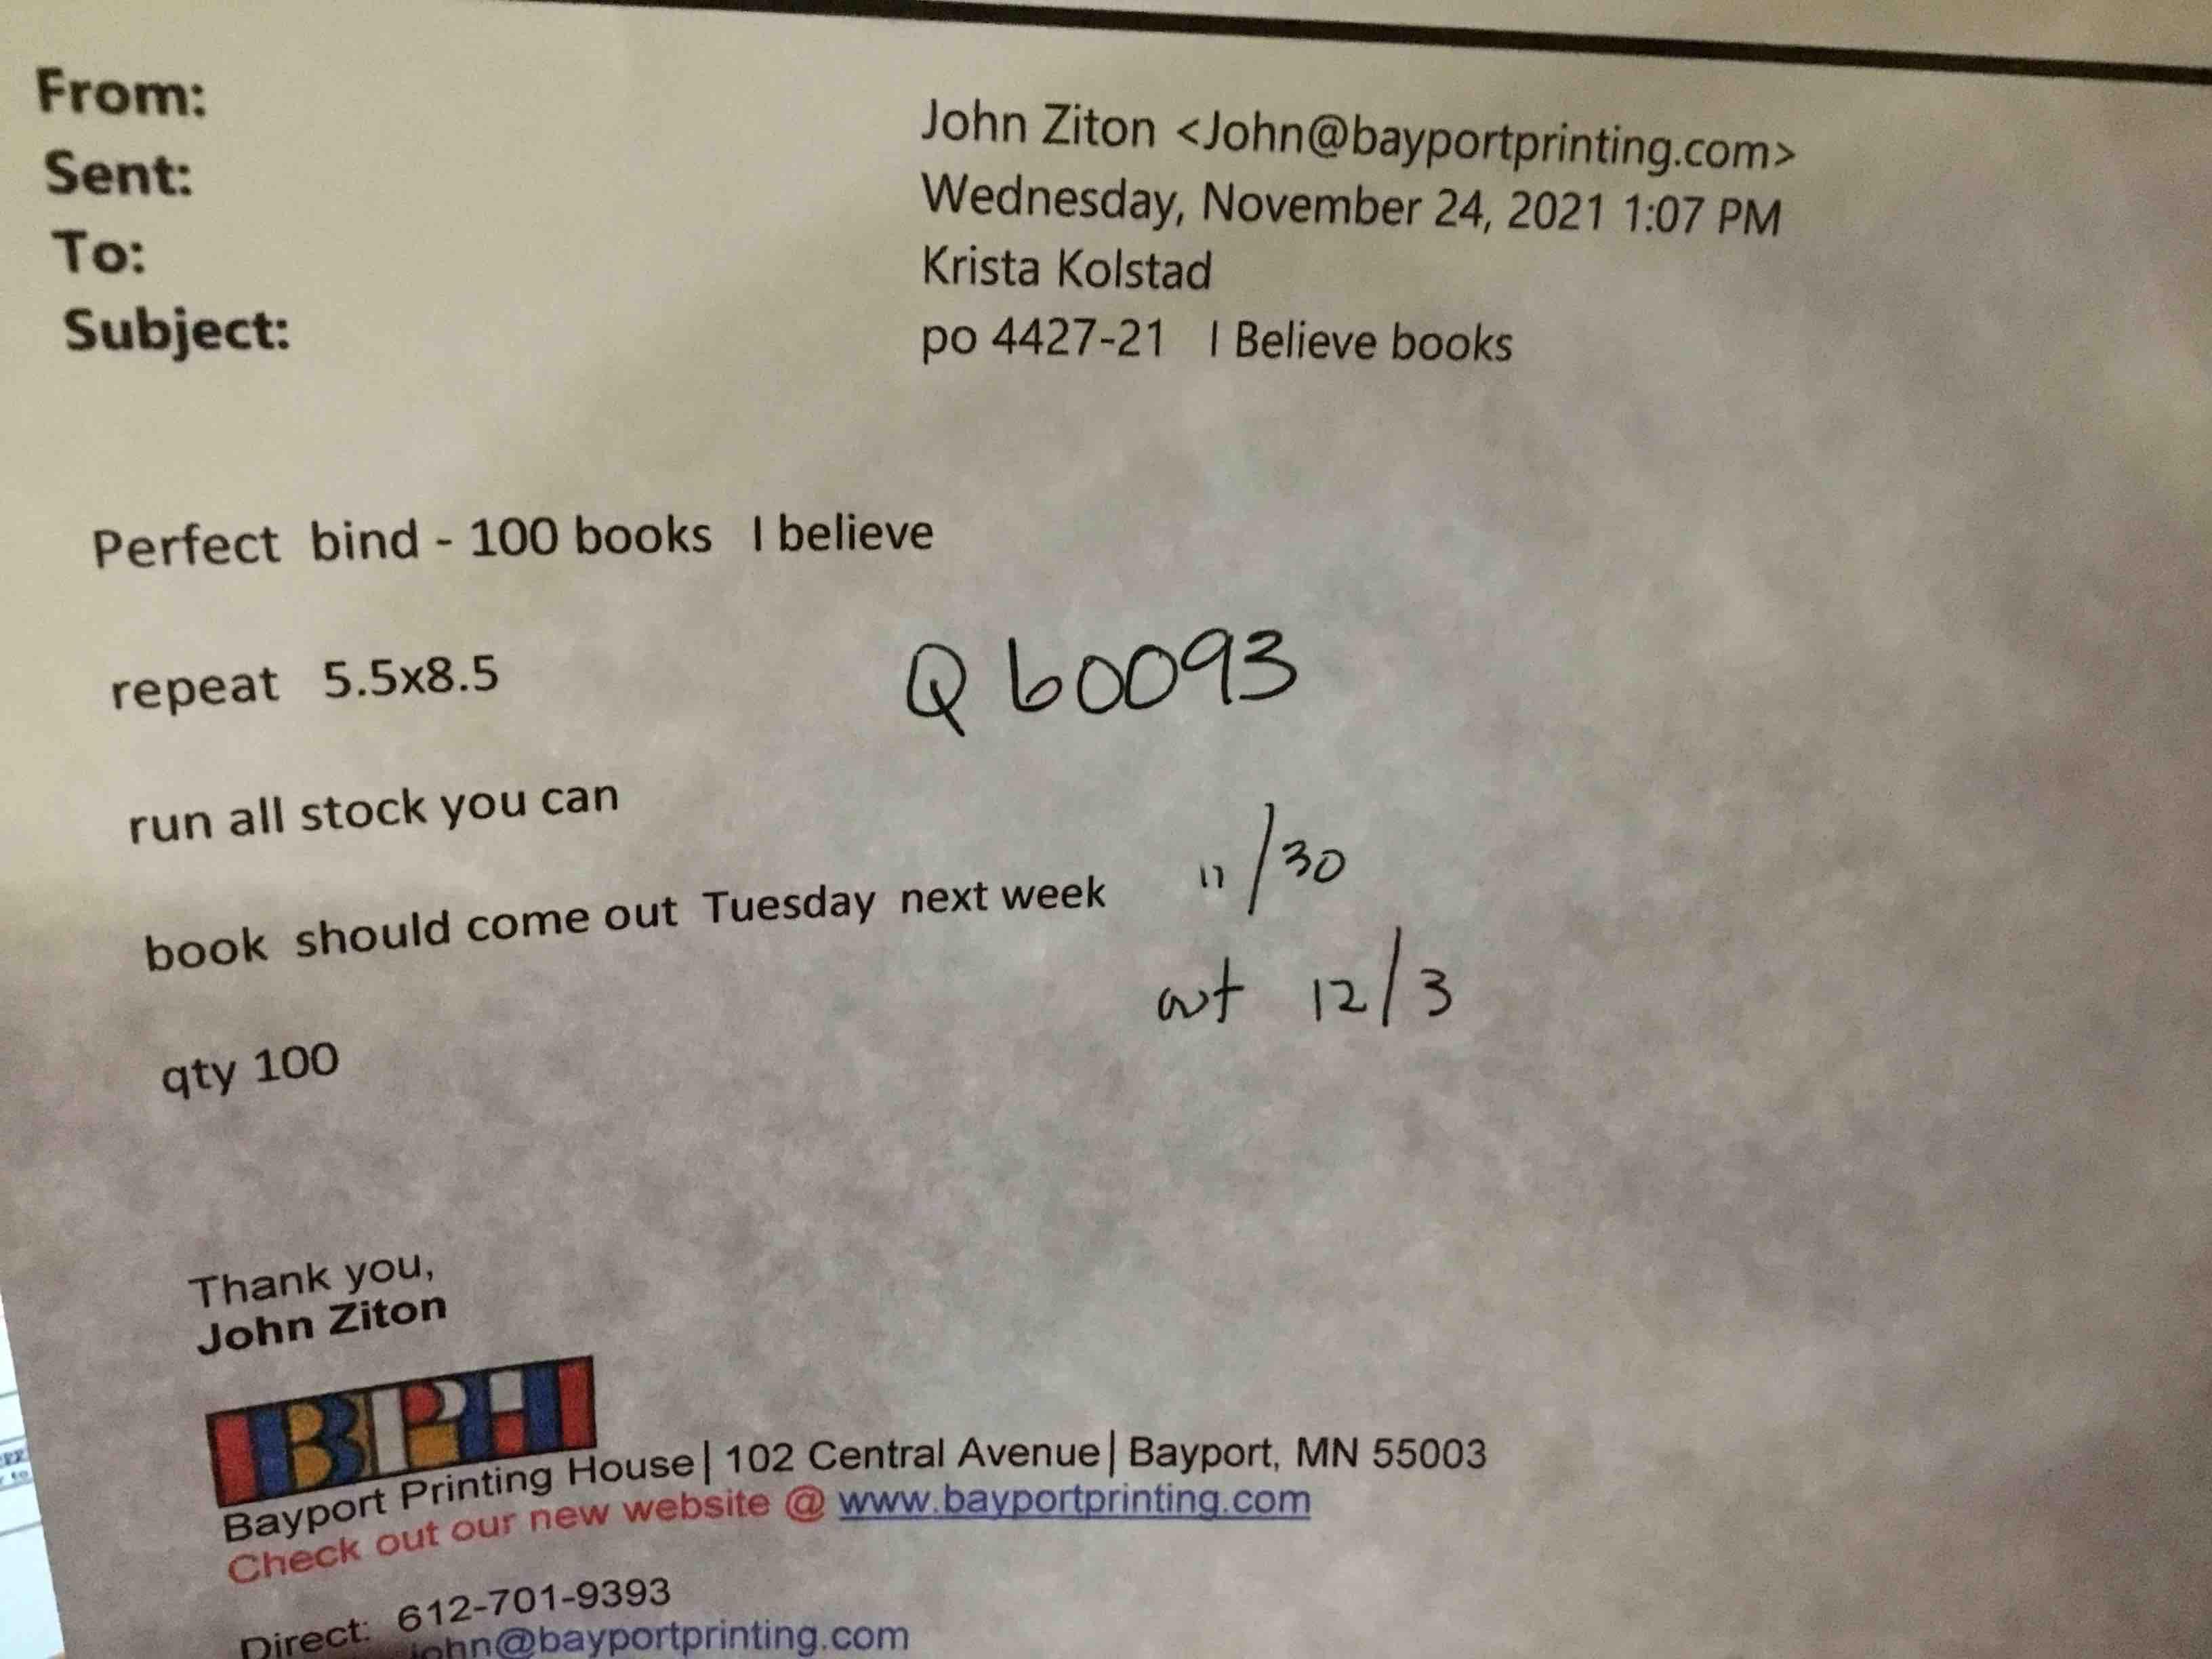 From: John Ziton <John@bayportprinting.com>
Sent: Wednesday, November 24, 2021 1:07 PM
To: Krista Kolstad
Subject: po 4427-21 I Believe books
Perfect bind - 100 books I believe
repeat 5.5x8.5
Q 60093
run all stock you can
book should come out Tuesday next week 11/30
out 12/3
qty 100
Thank you,
John Ziton
BPH
Bayport Printing House| 102 Central Avenue| Bayport, MN 55003
Check out our new website @ www.bayportprinting.com
Direct: 612-701-9393
john@bayportprinting.com